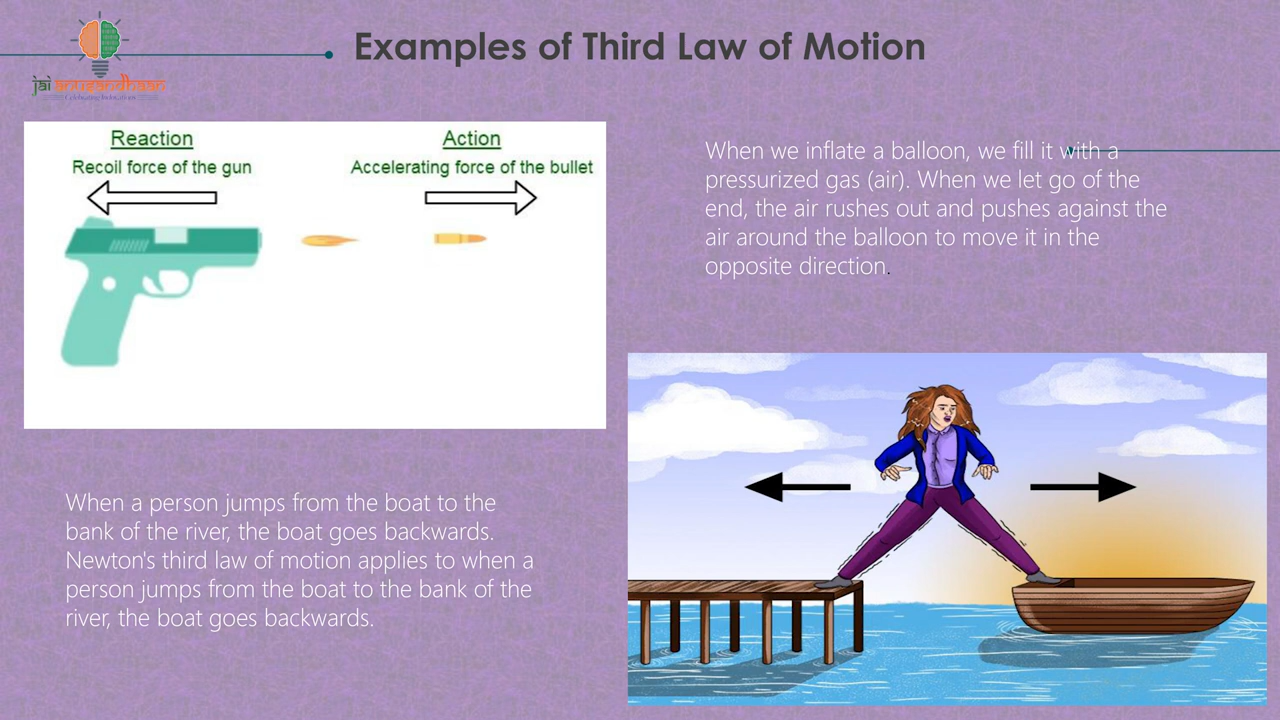 Examples of Third Law of Motion
jai anusandhaan
Reaction
Recoil force of the gun
Action
Accelerating force of the bullet
When we inflate a balloon, we fill it with a
pressurized gas (air). When we let go of the
end, the air rushes out and pushes against the
air around the balloon to move it in the
opposite direction.
When a person jumps from the boat to the
bank of the river, the boat goes backwards.
Newton's third law of motion applies to when a
person jumps from the boat to the bank of the
river, the boat goes backwards.